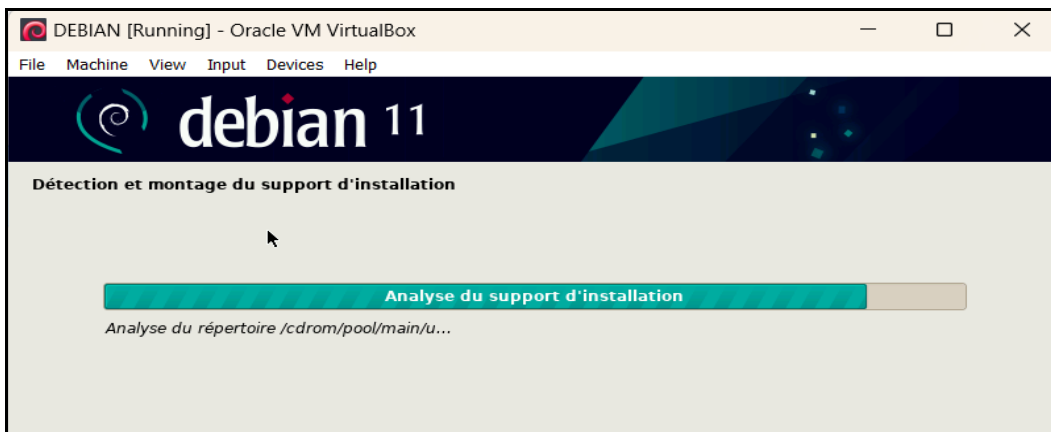 DEBIAN [Running] - Oracle VM VirtualBox
File Machine View Input Devices Help
debian 11
Détection et montage du support d'installation
Analyse du support d'installation
Analyse du répertoire /cdrom/pool/main/u...